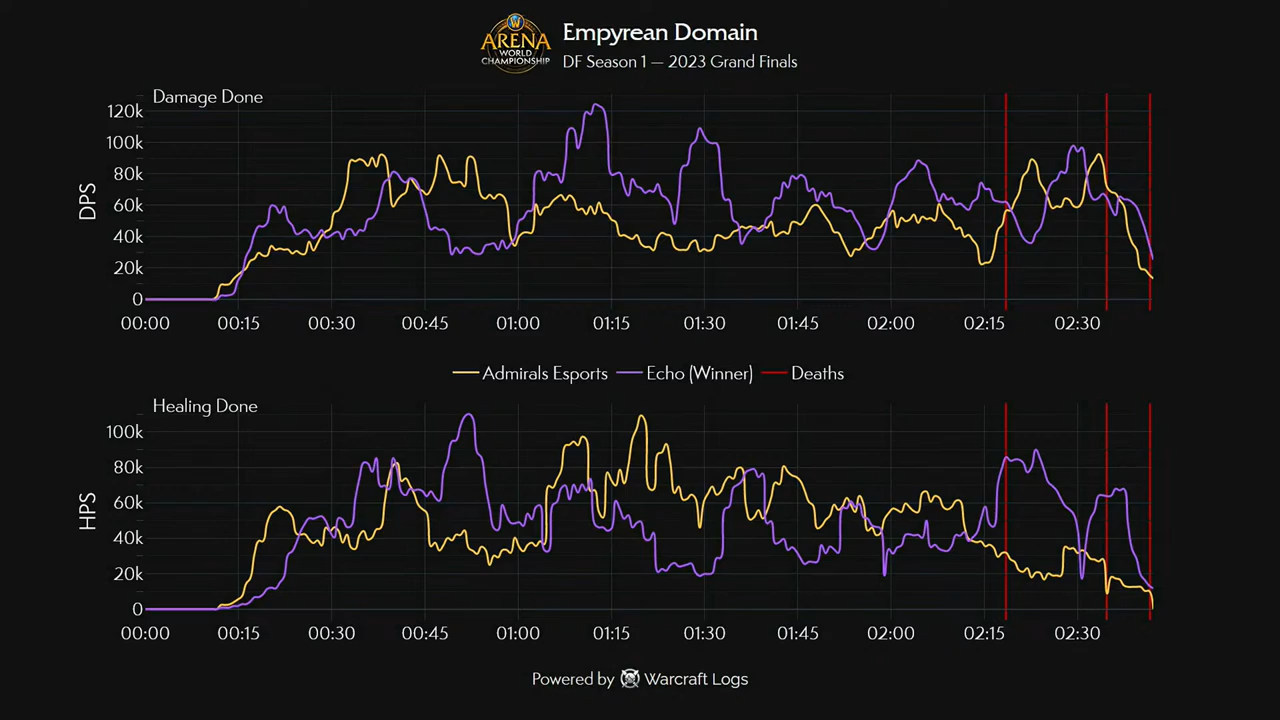 W
ARENA
WORLD
CHAMPIONSHIP
Empyrean Domain
DF Season 1 — 2023 Grand Finals
Damage Done
DPS
120k
100k
80k
60k
40k
20k
0
00:00 00:15 00:30 00:45 01:00 01:15 01:30 01:45 02:00 02:15 02:30
Admirals Esports Echo (Winner) Deaths
Healing Done
HPS
100k
80k
60k
40k
20k
0
00:00 00:15 00:30 00:45 01:00 01:15 01:30 01:45 02:00 02:15 02:30
Powered by Warcraft Logs